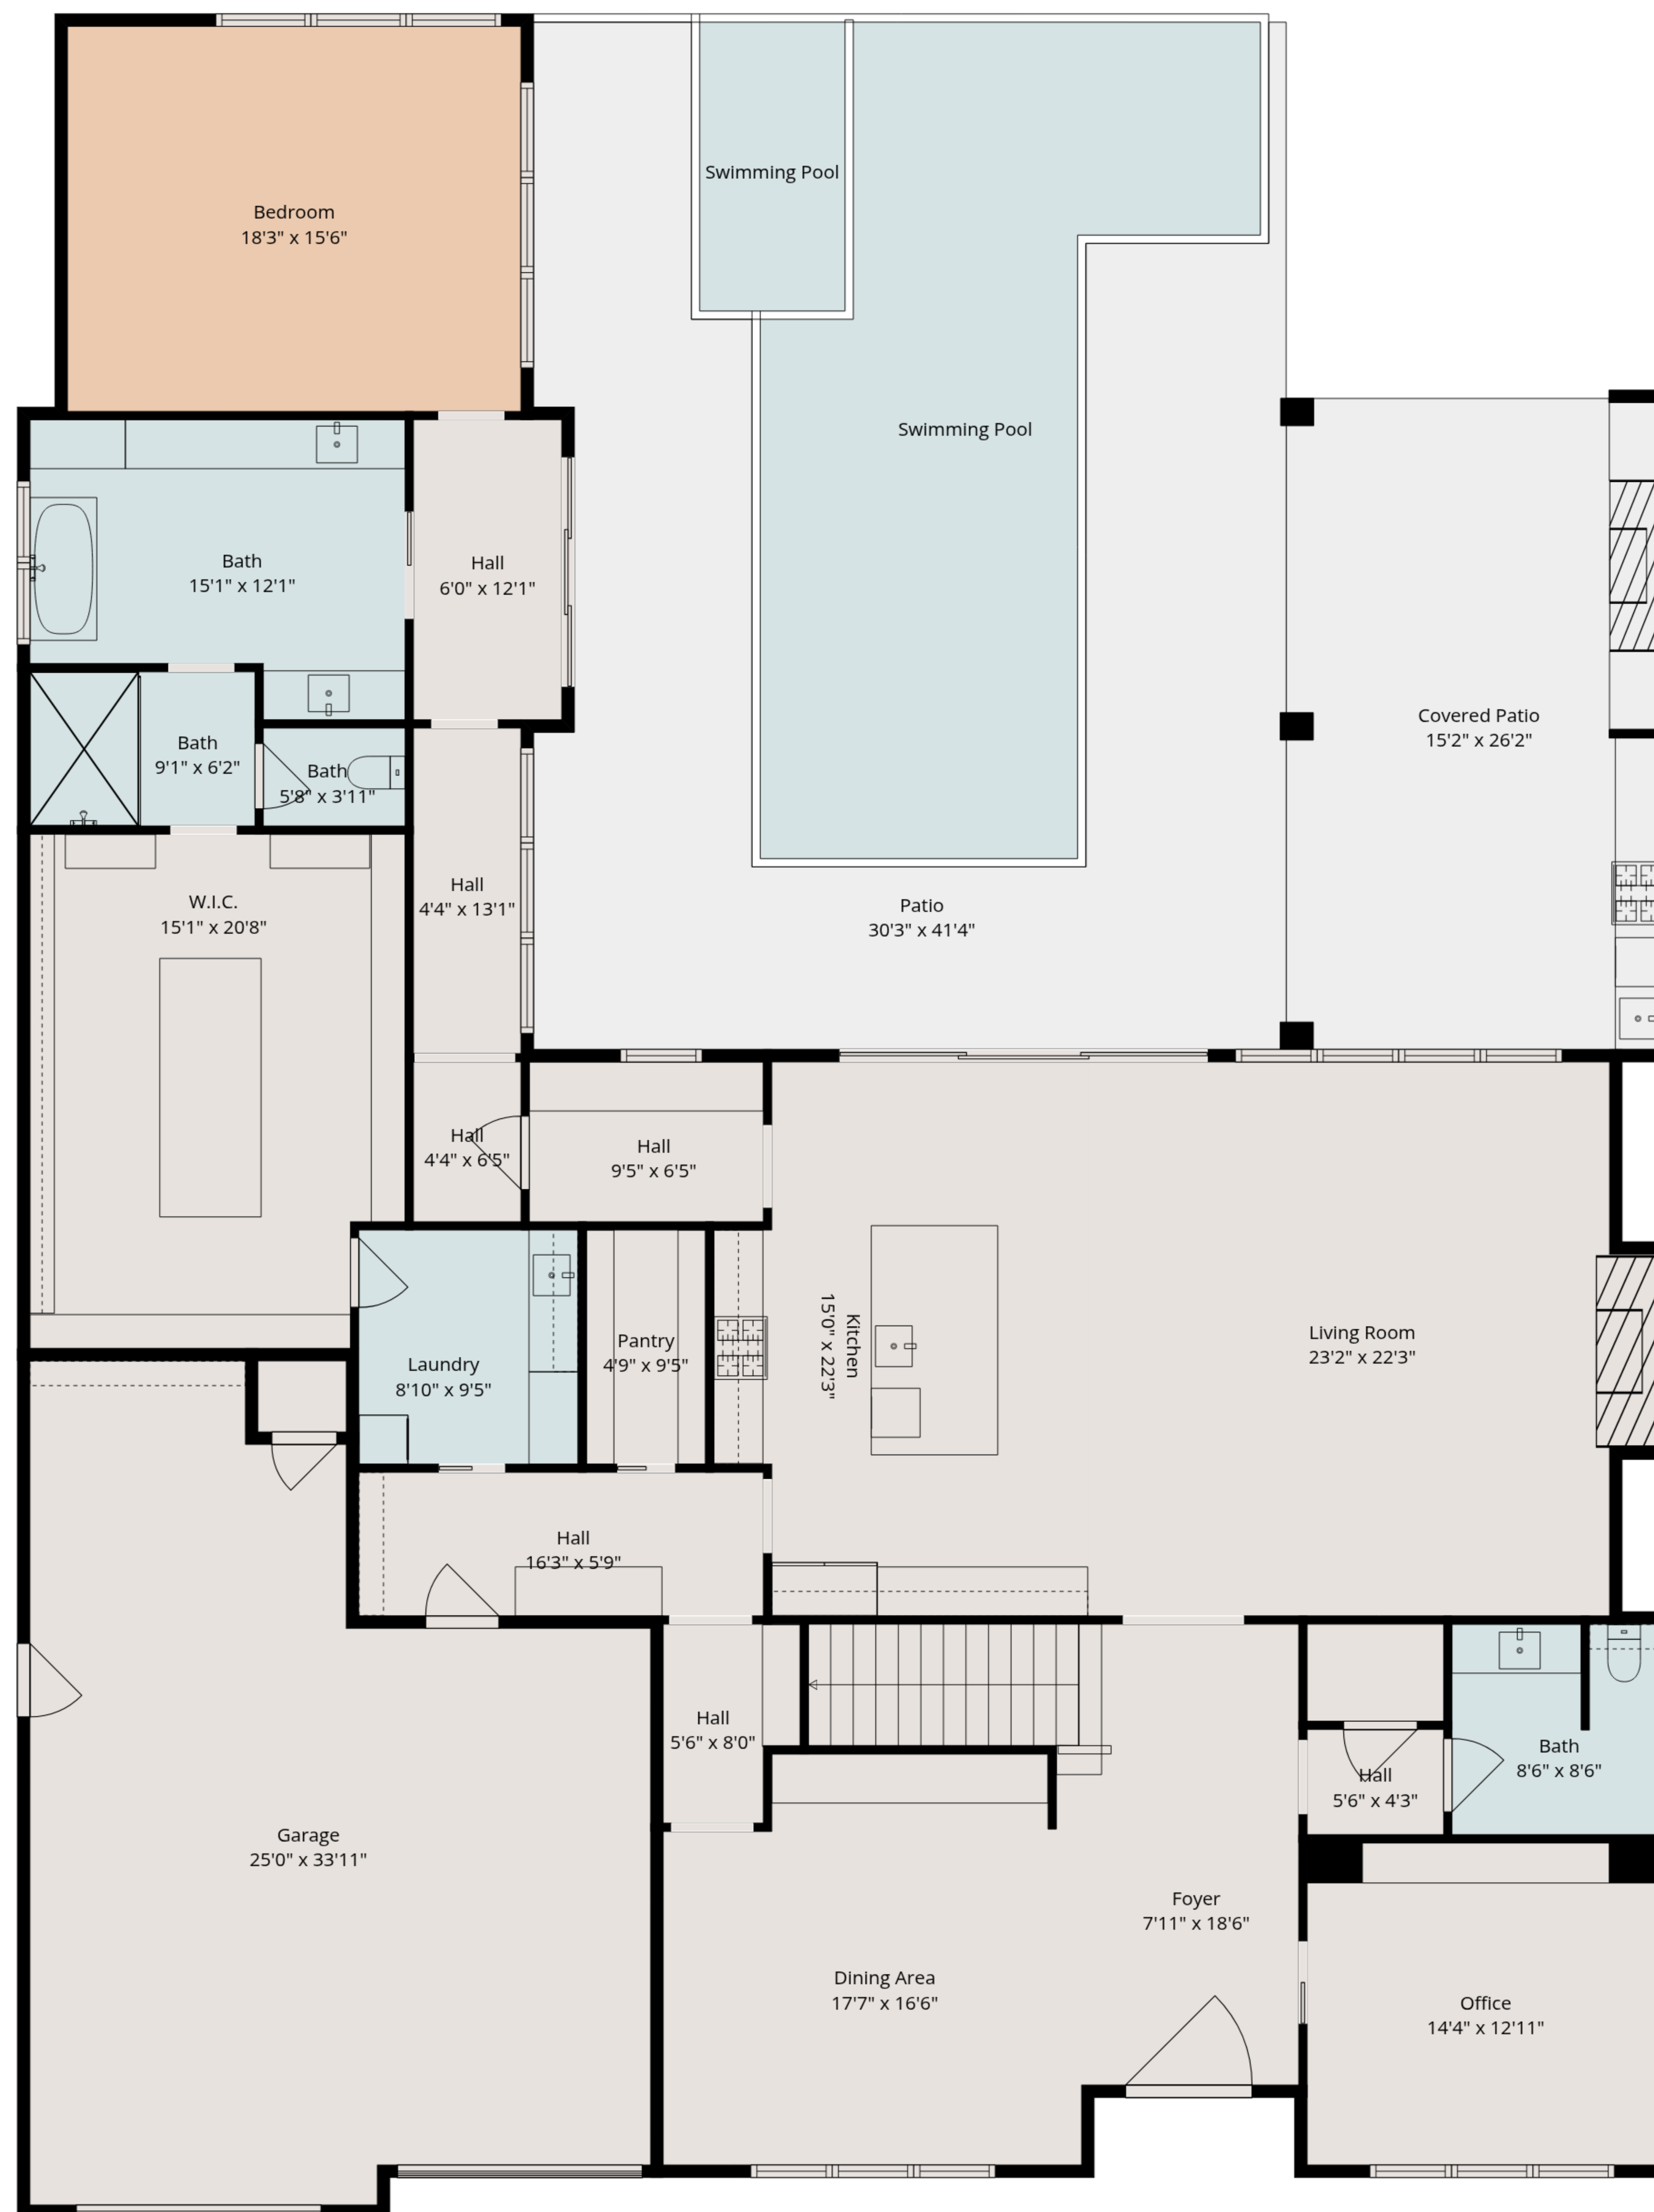 Swimming Pool
Bedroom
18'3" x 15'6"
Swimming Pool
Bath
15'1" x 12'1"
Hall
6'0" x 12'1"
Covered Patio
15'2" x 26'2"
Bath
9'1" x 6'2"
Bath
5'8" x 3'11"
Hall
4'4" x 13'1"
W.I.C.
15'1" x 20'8"
Patio
30'3" x 41'4"
Hall
4'4" x 6'5"
Hall
9'5" x 6'5"
Kitchen
15'0" x 22'3"
Living Room
23'2" x 22'3"
Pantry
4'9" x 9'5"
Laundry
8'10" x 9'5"
Hall
16'3" x 5'9"
Hall
5'6" x 8'0"
Bath
8'6" x 8'6"
Hall
5'6" x 4'3"
Garage
25'0" x 33'11"
Foyer
7'11" x 18'6"
Dining Area
17'7" x 16'6"
Office
14'4" x 12'11"